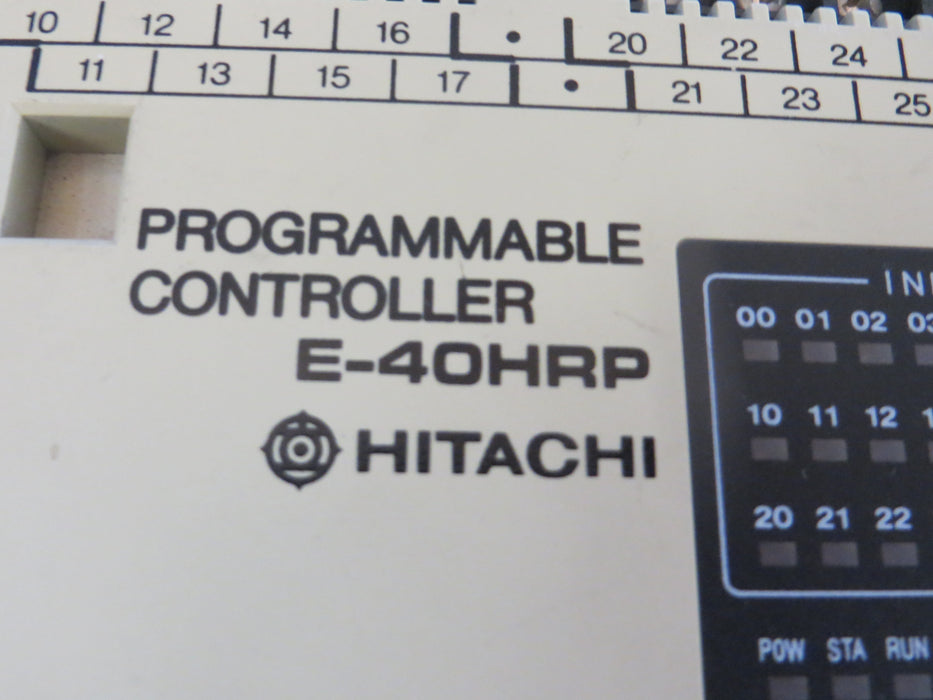 10 12 14 16 • 20 22 24
11 13 15 17 • 21 23 25
PROGRAMMABLE
CONTROLLER
E-40HRP
HITACHI
00 01 02
10 11 12
20 21 22
POW STA RUN